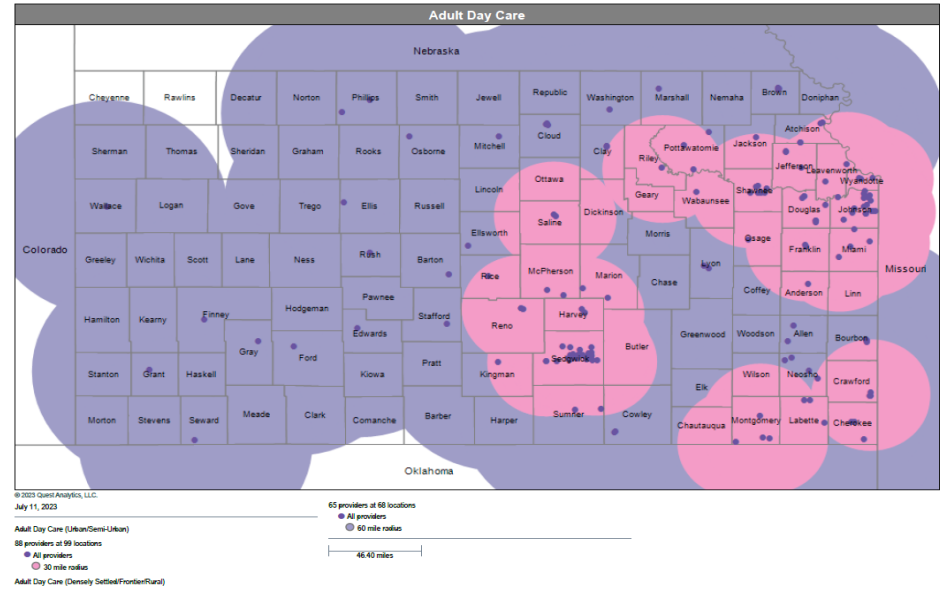 Adult Day Care
Nebraska
Cheyenne Rawlins Decatur Norton Phillips Smith Jewell Republic Washington Marshall Nemaha Brown Doniphan
Atchison
Sherman Thomas Sheridan Graham Rooks Osborne Mitchell Cloud Clay Riley Pottawatomie Jackson Jefferson Leavenworth
Wyandotte
Wallace Logan Gove Trego Ellis Russell Lincoln Ottawa Geary Wabaunsee Shawnee Douglas Johnson
Saline Dickinson
Colorado Greeley Wichita Scott Lane Ness Rush Barton Ellsworth Morris Osage Franklin Miami
Missouri
Rice McPherson Marion Chase Lyon Coffey Anderson Linn
Hamilton Kearny Finney Hodgeman Pawnee Stafford Reno Harvey
Gray Ford Edwards Sedgwick Butler Greenwood Woodson Allen Bourbon
Stanton Grant Haskell Kiowa Pratt Kingman Elk Wilson Neosho Crawford
Morton Stevens Seward Meade Clark Comanche Barber Harper Sumner Cowley Chautauqua Montgomery Labette Cherokee
Oklahoma
© 2023 Quest Analytics, LLC.
July 11, 2023
Adult Day Care (Urban/Semi-Urban)
88 providers at 99 locations
All providers
30 mile radius
Adult Day Care (Densely Settled/Frontier/Rural)
65 providers at 68 locations
All providers
60 mile radius
46.40 miles